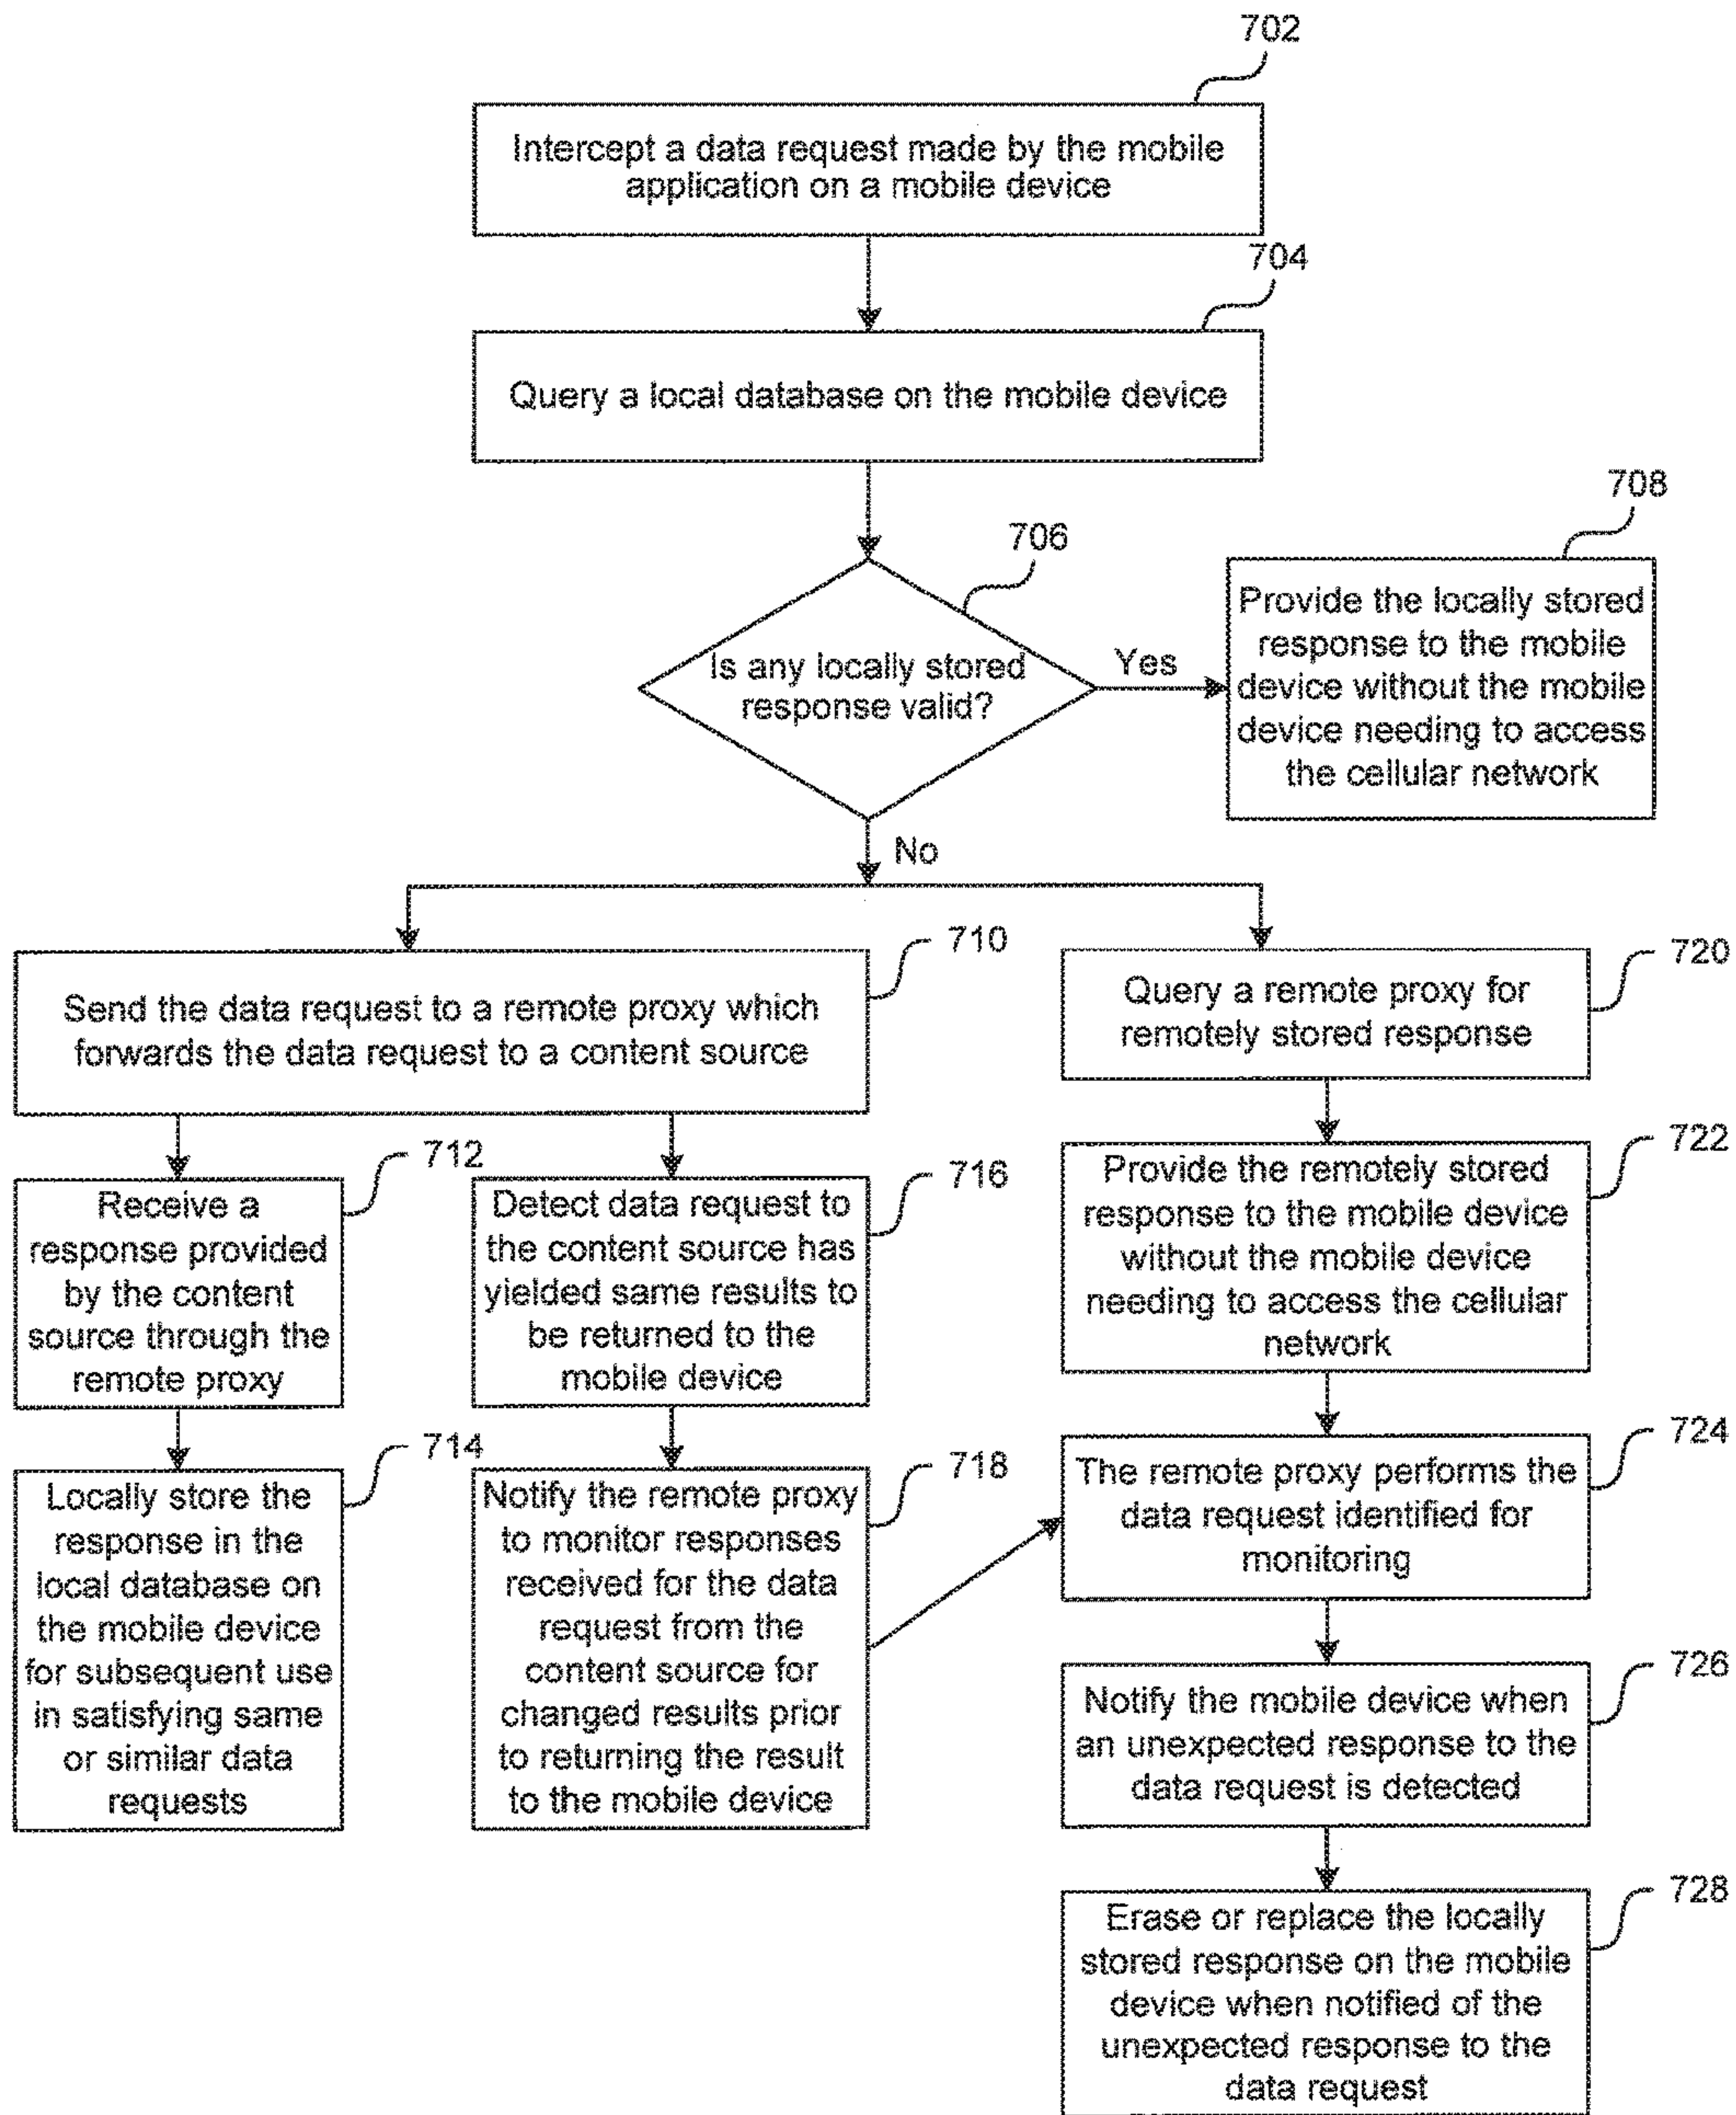 702
Intercept a data request made by the mobile
application on a mobile device
704
Query a local database on the mobile device
706
Is any locally stored
response valid?
Yes
708
Provide the locally stored
response to the mobile
device without the mobile
device needing to access
the cellular network
No
710
Send the data request to a remote proxy which
forwards the data request to a content source
712
Receive a
response provided
by the content
source through the
remote proxy
714
Locally store the
response in the
local database on
the mobile device
for subsequent use
in satisfying same
or similar data
requests
716
Detect data request to
the content source has
yielded same results to
be returned to the
mobile device
718
Notify the remote proxy
to monitor responses
received for the data
request from the
content source for
changed results prior
to returning the result
to the mobile device
720
Query a remote proxy for
remotely stored response
722
Provide the remotely stored
response to the mobile device
without the mobile device
needing to access the cellular
network
724
The remote proxy performs the
data request identified for
monitoring
726
Notify the mobile device when
an unexpected response to the
data request is detected
728
Erase or replace the locally
stored response on the mobile
device when notified of the
unexpected response to the
data request